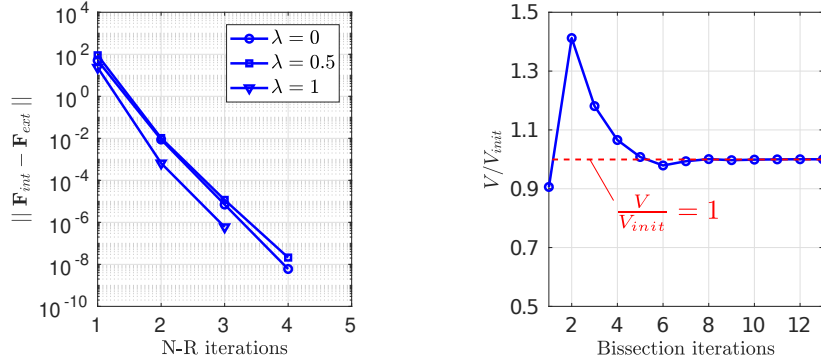 10^4
10^2
10^0
10^-2
10^-4
10^-6
10^-8
10^-10
|| F_int − F_ext ||
λ = 0
λ = 0.5
λ = 1
1 2 3 4 5
N-R iterations
1.5
1.3
1.0
0.9
0.7
0.5
V/V_init
V/V_init = 1
2 4 6 8 10 12
Bissection iterations